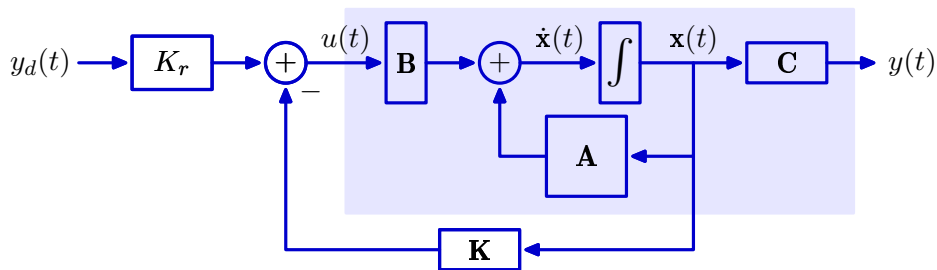 y_d(t) K_r + u(t) B + ẋ(t) ∫ x(t) C y(t)
−
A
K